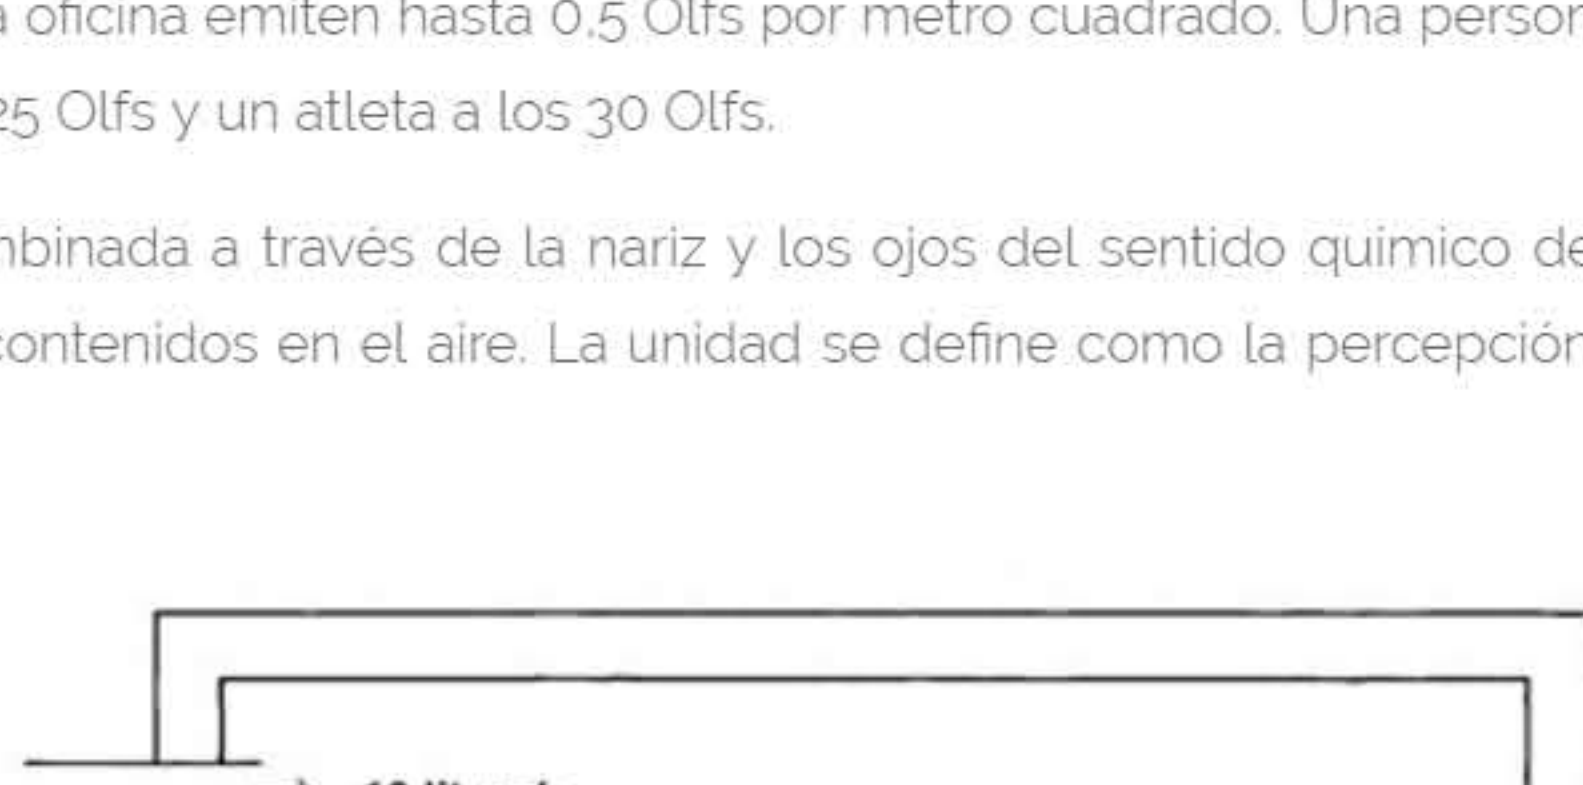 a oficina emiten hasta 0,5 Olfs por metro cuadrado. Una person
25 Olfs y un atleta a los 30 Olfs.
nbinada a través de la nariz y los ojos del sentido quimico de
contenidos en el aire. La unidad se define como la percepción